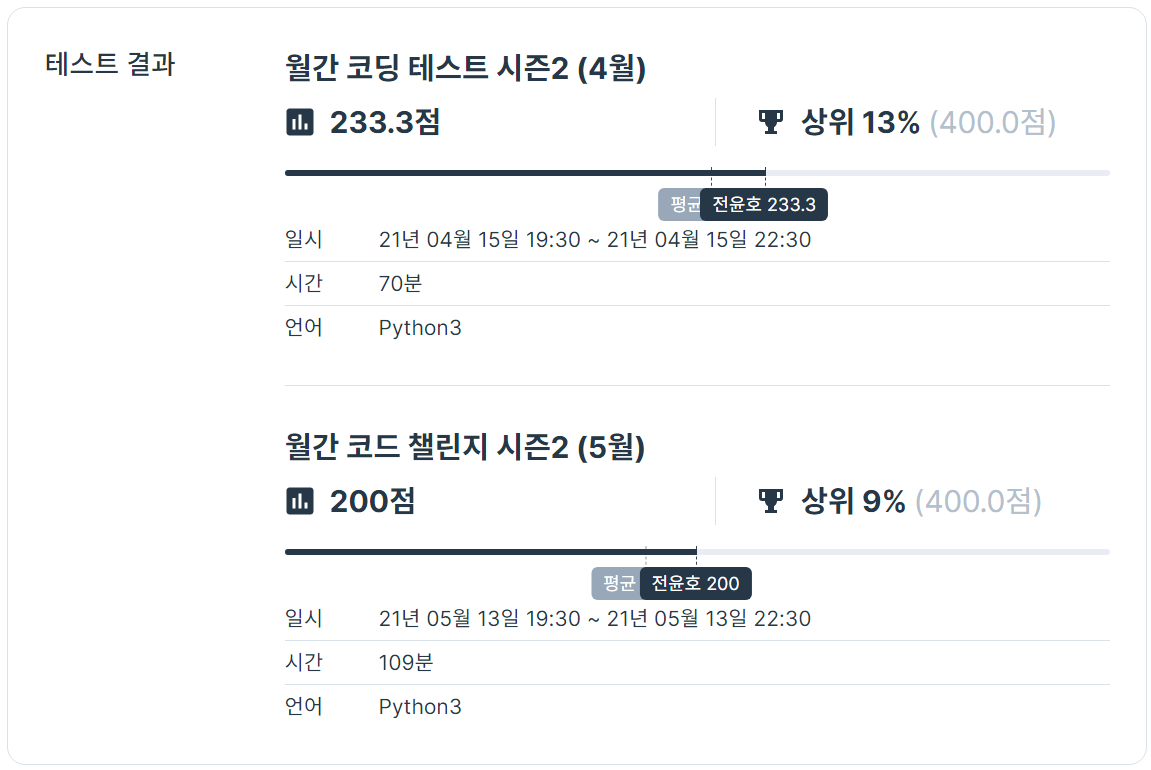 테스트 결과
월간 코딩 테스트 시즌2 (4월)
233.3점
상위 13% (400.0점)
평균
전윤호 233.3
일시 21년 04월 15일 19:30 ~ 21년 04월 15일 22:30
시간 70분
언어 Python3
월간 코드 챌린지 시즌2 (5월)
200점
상위 9% (400.0점)
평균
전윤호 200
일시 21년 05월 13일 19:30 ~ 21년 05월 13일 22:30
시간 109분
언어 Python3